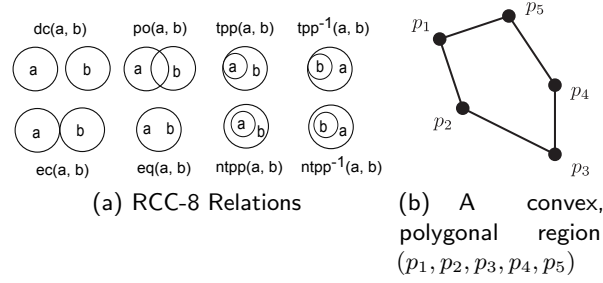 dc(a, b) po(a, b) tpp(a, b) tpp⁻¹(a, b)
a b a b a b b a
a b a b a b b a
ec(a, b) eq(a, b) ntpp(a, b) ntpp⁻¹(a, b)
(a) RCC-8 Relations
p₅
p₁
p₄
p₂
p₃
(b) A convex,
polygonal region
(p₁, p₂, p₃, p₄, p₅)